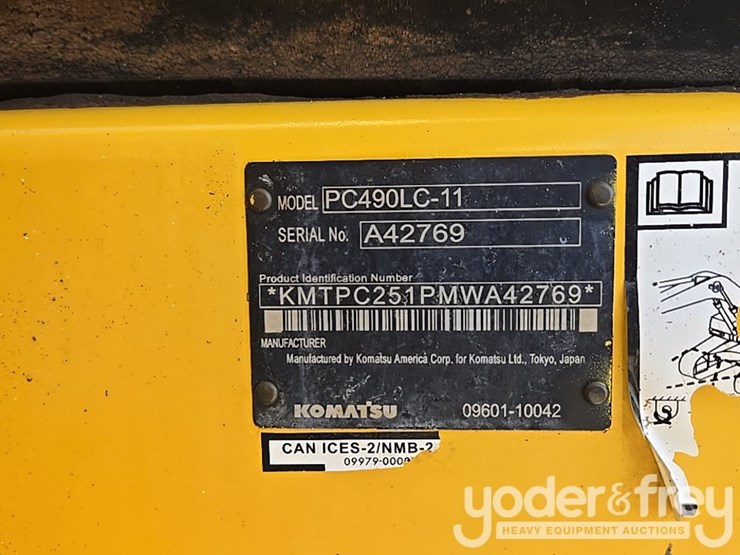 MODEL PC490LC-11
SERIAL No. A42769
Product Identification Number
*KMTPC251PMWA42769*
MANUFACTURER
Manufactured by Komatsu America Corp. for Komatsu Ltd., Tokyo, Japan
KOMATSU 09601-10042
CAN ICES-2/NMB-2
yoder&frey
HEAVY EQUIPMENT AUCTIONS